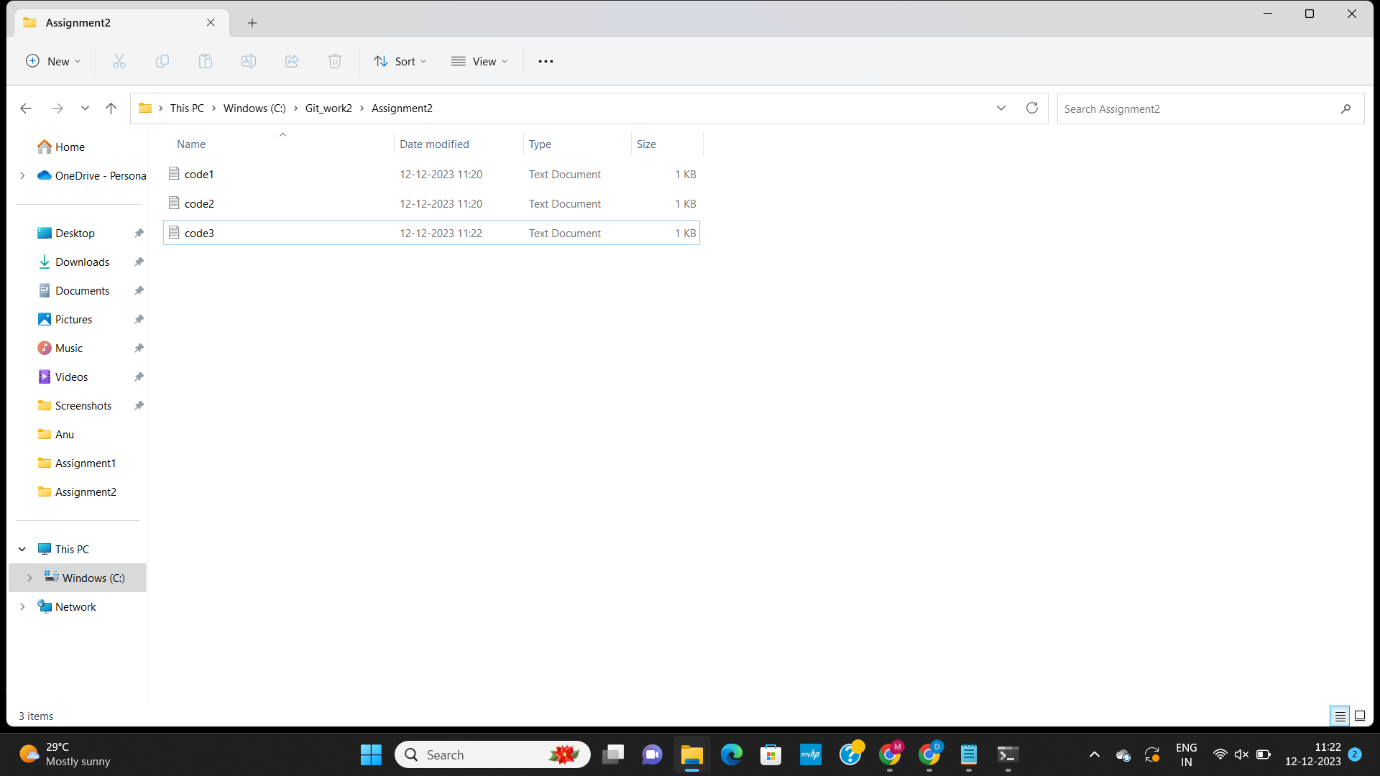 Assignment2
New Sort View
This PC Windows (C:) Git_work2 Assignment2 Search Assignment2
Name Date modified Type Size
code1 12-12-2023 11:20 Text Document 1 KB
code2 12-12-2023 11:20 Text Document 1 KB
code3 12-12-2023 11:22 Text Document 1 KB
Home
OneDrive - Persona
Desktop
Downloads
Documents
Pictures
Music
Videos
Screenshots
Anu
Assignment1
Assignment2
This PC
Windows (C:)
Network
3 items
29°C
Mostly sunny
Search
myhp
M
D
ENG
IN
11:22
12-12-2023
2